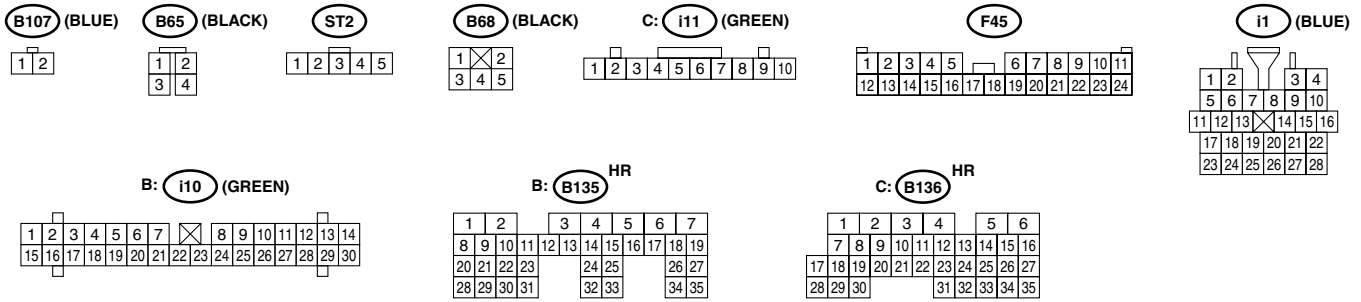 B107 (BLUE) B65 (BLACK) ST2 B68 (BLACK) C: i11 (GREEN) F45 i1 (BLUE)
1 2
1 2
3 4
1 2 3 4 5
1 2
3 4 5
1 2 3 4 5 6 7 8 9 10
1 2 3 4 5 6 7 8 9 10 11
12 13 14 15 16 17 18 19 20 21 22 23 24
1 2 3 4
5 6 7 8 9 10
11 12 13 14 15 16
17 18 19 20 21 22
23 24 25 26 27 28
B: i10 (GREEN)
1 2 3 4 5 6 7 8 9 10 11 12 13 14
15 16 17 18 19 20 21 22 23 24 25 26 27 28 29 30
B: B135 HR
1 2 3 4 5 6 7
8 9 10 11 12 13 14 15 16 17 18 19
20 21 22 23 24 25 26 27
28 29 30 31 32 33 34 35
C: B136 HR
1 2 3 4 5 6
7 8 9 10 11 12 13 14 15 16
17 18 19 20 21 22 23 24 25 26 27
28 29 30 31 32 33 34 35